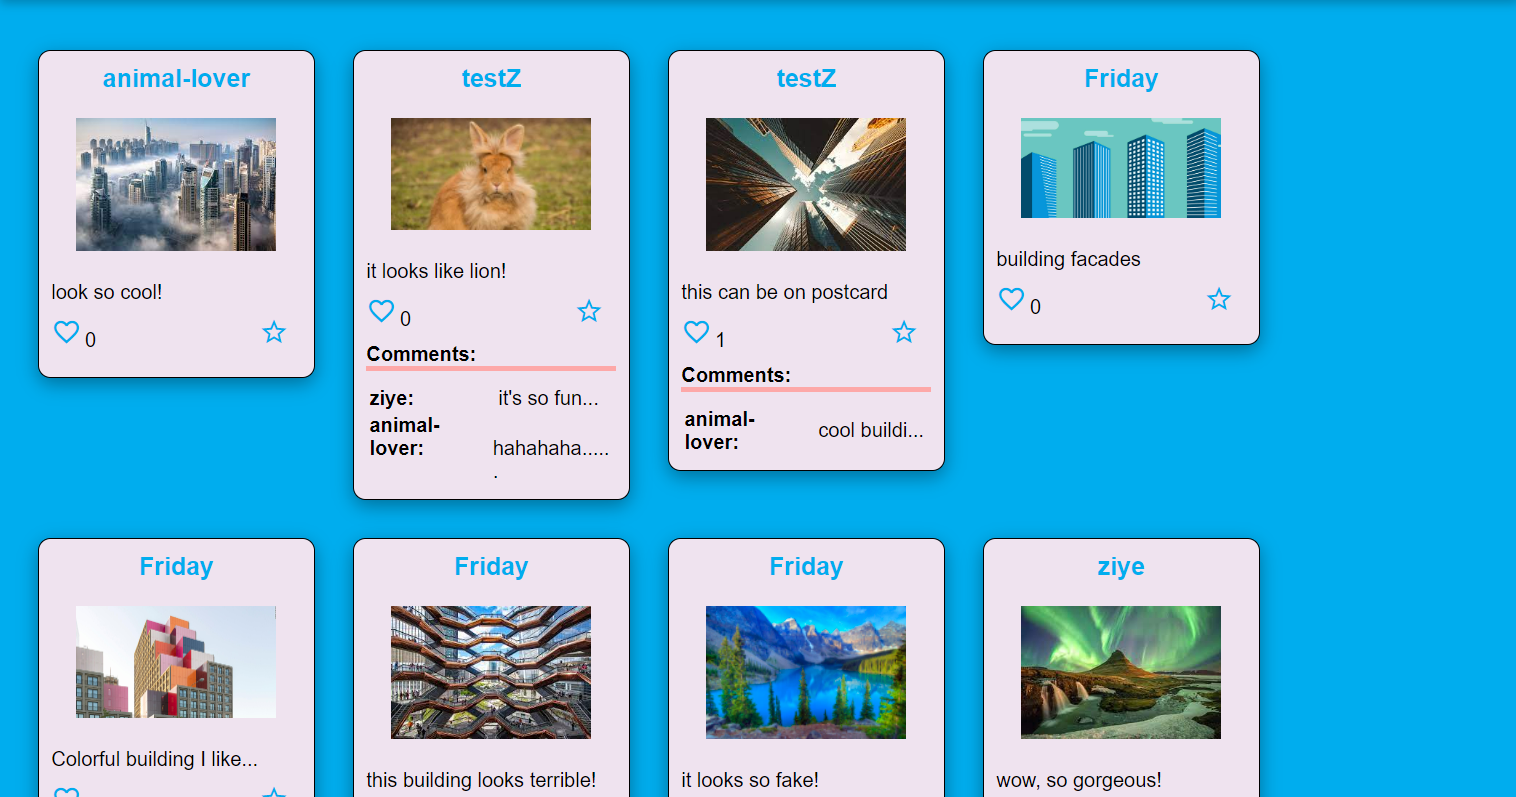 animal-lover
look so cool!
0
testZ
it looks like lion!
0
Comments:
ziye: it's so fun...
animal-
lover: hahahaha.....
.
testZ
this can be on postcard
1
Comments:
animal-
lover:
cool buildi...
Friday
building facades
0
Friday
Colorful building I like...
Friday
this building looks terrible!
Friday
it looks so fake!
ziye
wow, so gorgeous!